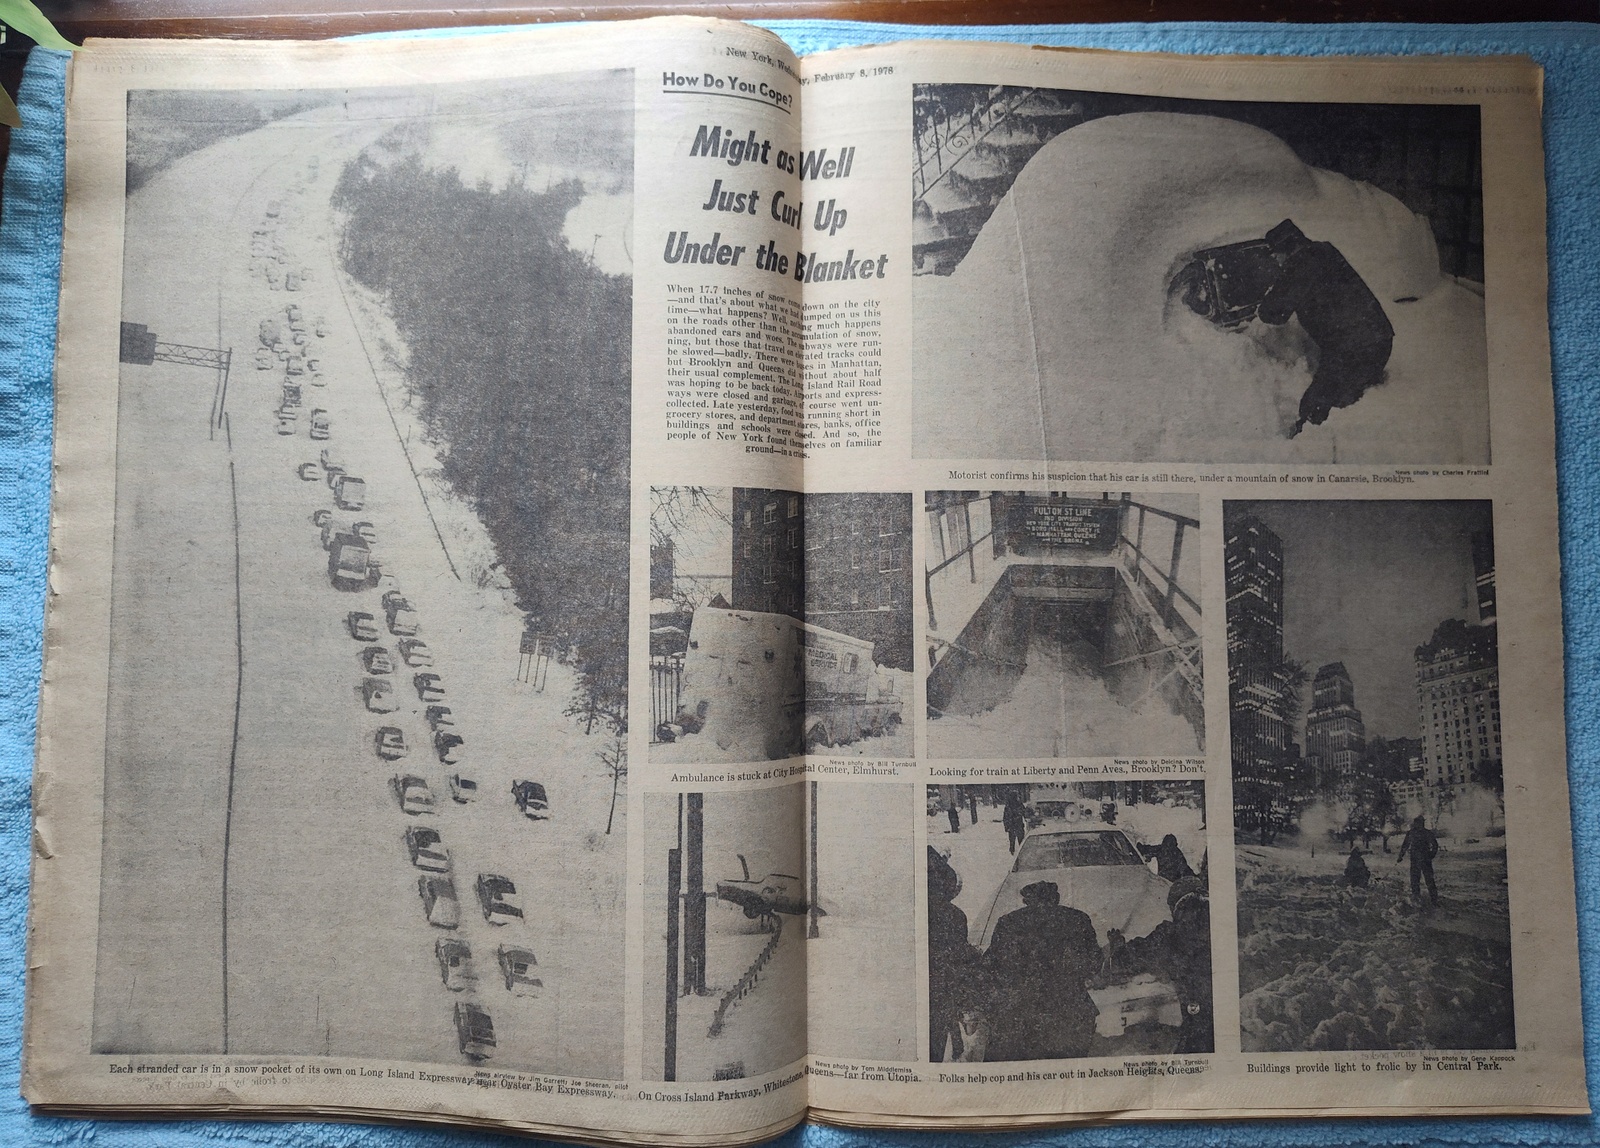 New York, Wednesday, February 8, 1978
How Do You Cope?
Might as Well
Just Curl Up
Under the Blanket
When 17.7 inches of snow come down on the city
—and that's about what we had dumped on us this
time—what happens? Well, nothing much happens
on the roads other than the accumulation of snow,
abandoned cars and woes. The subways were run-
ning, but those that travel on elevated tracks could
be slowed—badly. There were buses in Manhattan,
but Brooklyn and Queens did without about half
their usual complement. The Long Island Rail Road
was hoping to be back today. Airports and express-
ways were closed and garbage, of course went un-
collected. Late yesterday, food was running short in
grocery stores, and department stores, banks, office
buildings and schools were closed. And so, the
people of New York found themselves on familiar
ground—in a crisis.
News photo by Charles Frattini
Motorist confirms his suspicion that his car is still there, under a mountain of snow in Canarsie, Brooklyn.
MEDICAL
SERVICE
News photo by Bill Turnbull
Ambulance is stuck at City Hospital Center, Elmhurst.
FULTON ST LINE
IND DIVISION
NEW YORK CITY TRANSIT SYSTEM
MANHATTAN QUEENS
News photo by Delcina Wilson
Looking for train at Liberty and Penn Aves., Brooklyn? Don't.
News airview by Jim Garrett; Joe Sheeran, pilot
Each stranded car is in a snow pocket of its own on Long Island Expressway near Oyster Bay Expressway.
News photo by Tom Middlemiss
On Cross Island Parkway, Whitestone, Queens—far from Utopia.
News photo by Bill Turnbull
Folks help cop and his car out in Jackson Heights, Queens.
News photo by Gene Kappock
Buildings provide light to frolic by in Central Park.